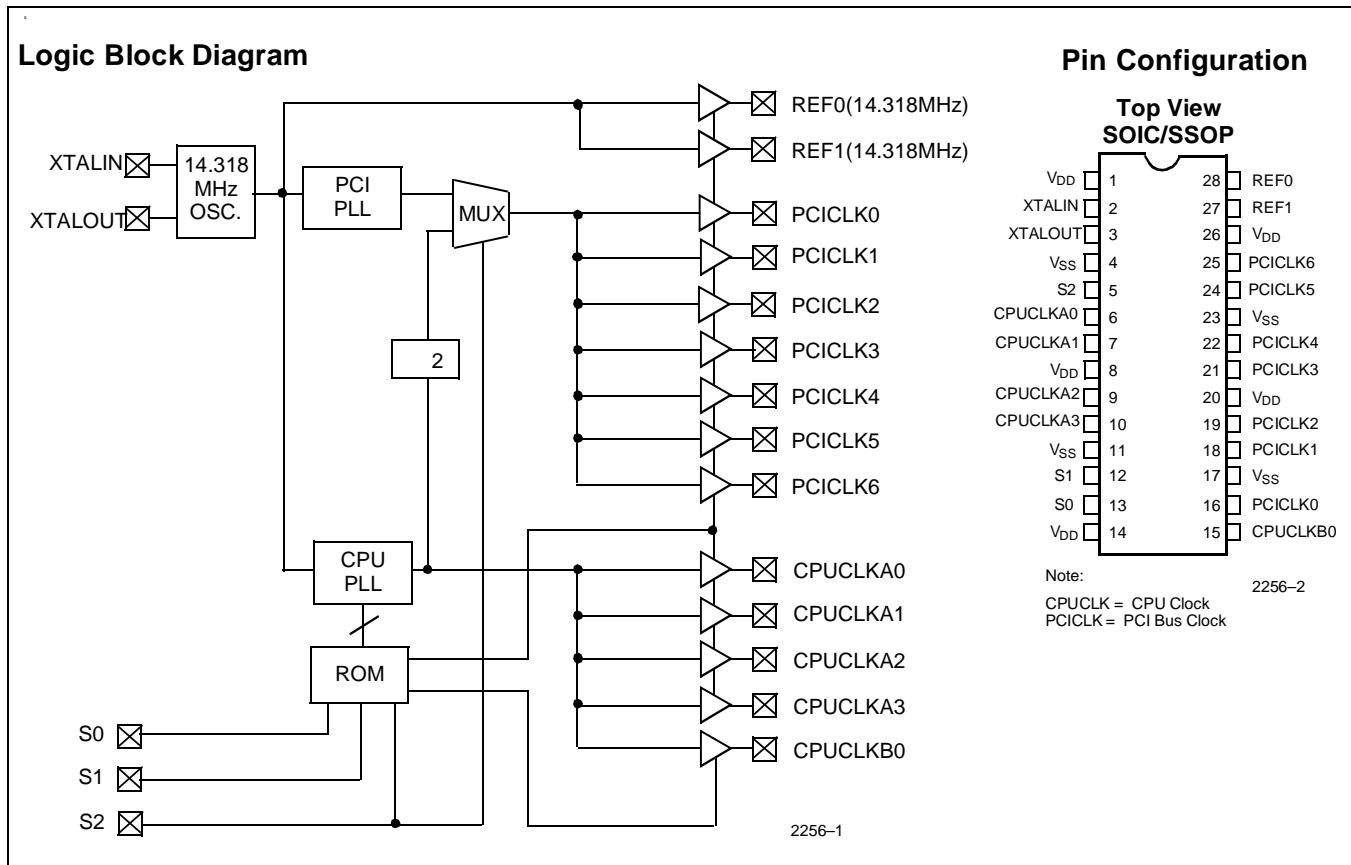 Logic Block Diagram
XTALIN
XTALOUT
14.318
MHz
OSC.
PCI
PLL
MUX
2
CPU
PLL
ROM
S0
S1
S2
REF0(14.318MHz)
REF1(14.318MHz)
PCICLK0
PCICLK1
PCICLK2
PCICLK3
PCICLK4
PCICLK5
PCICLK6
CPUCLKA0
CPUCLKA1
CPUCLKA2
CPUCLKA3
CPUCLKB0
2256–1
Pin Configuration
Top View
SOIC/SSOP
VDD 1 28 REF0
XTALIN 2 27 REF1
XTALOUT 3 26 VDD
VSS 4 25 PCICLK6
S2 5 24 PCICLK5
CPUCLKA0 6 23 VSS
CPUCLKA1 7 22 PCICLK4
VDD 8 21 PCICLK3
CPUCLKA2 9 20 VDD
CPUCLKA3 10 19 PCICLK2
VSS 11 18 PCICLK1
S1 12 17 VSS
S0 13 16 PCICLK0
VDD 14 15 CPUCLKB0
Note:
CPUCLK = CPU Clock
PCICLK = PCI Bus Clock
2256–2